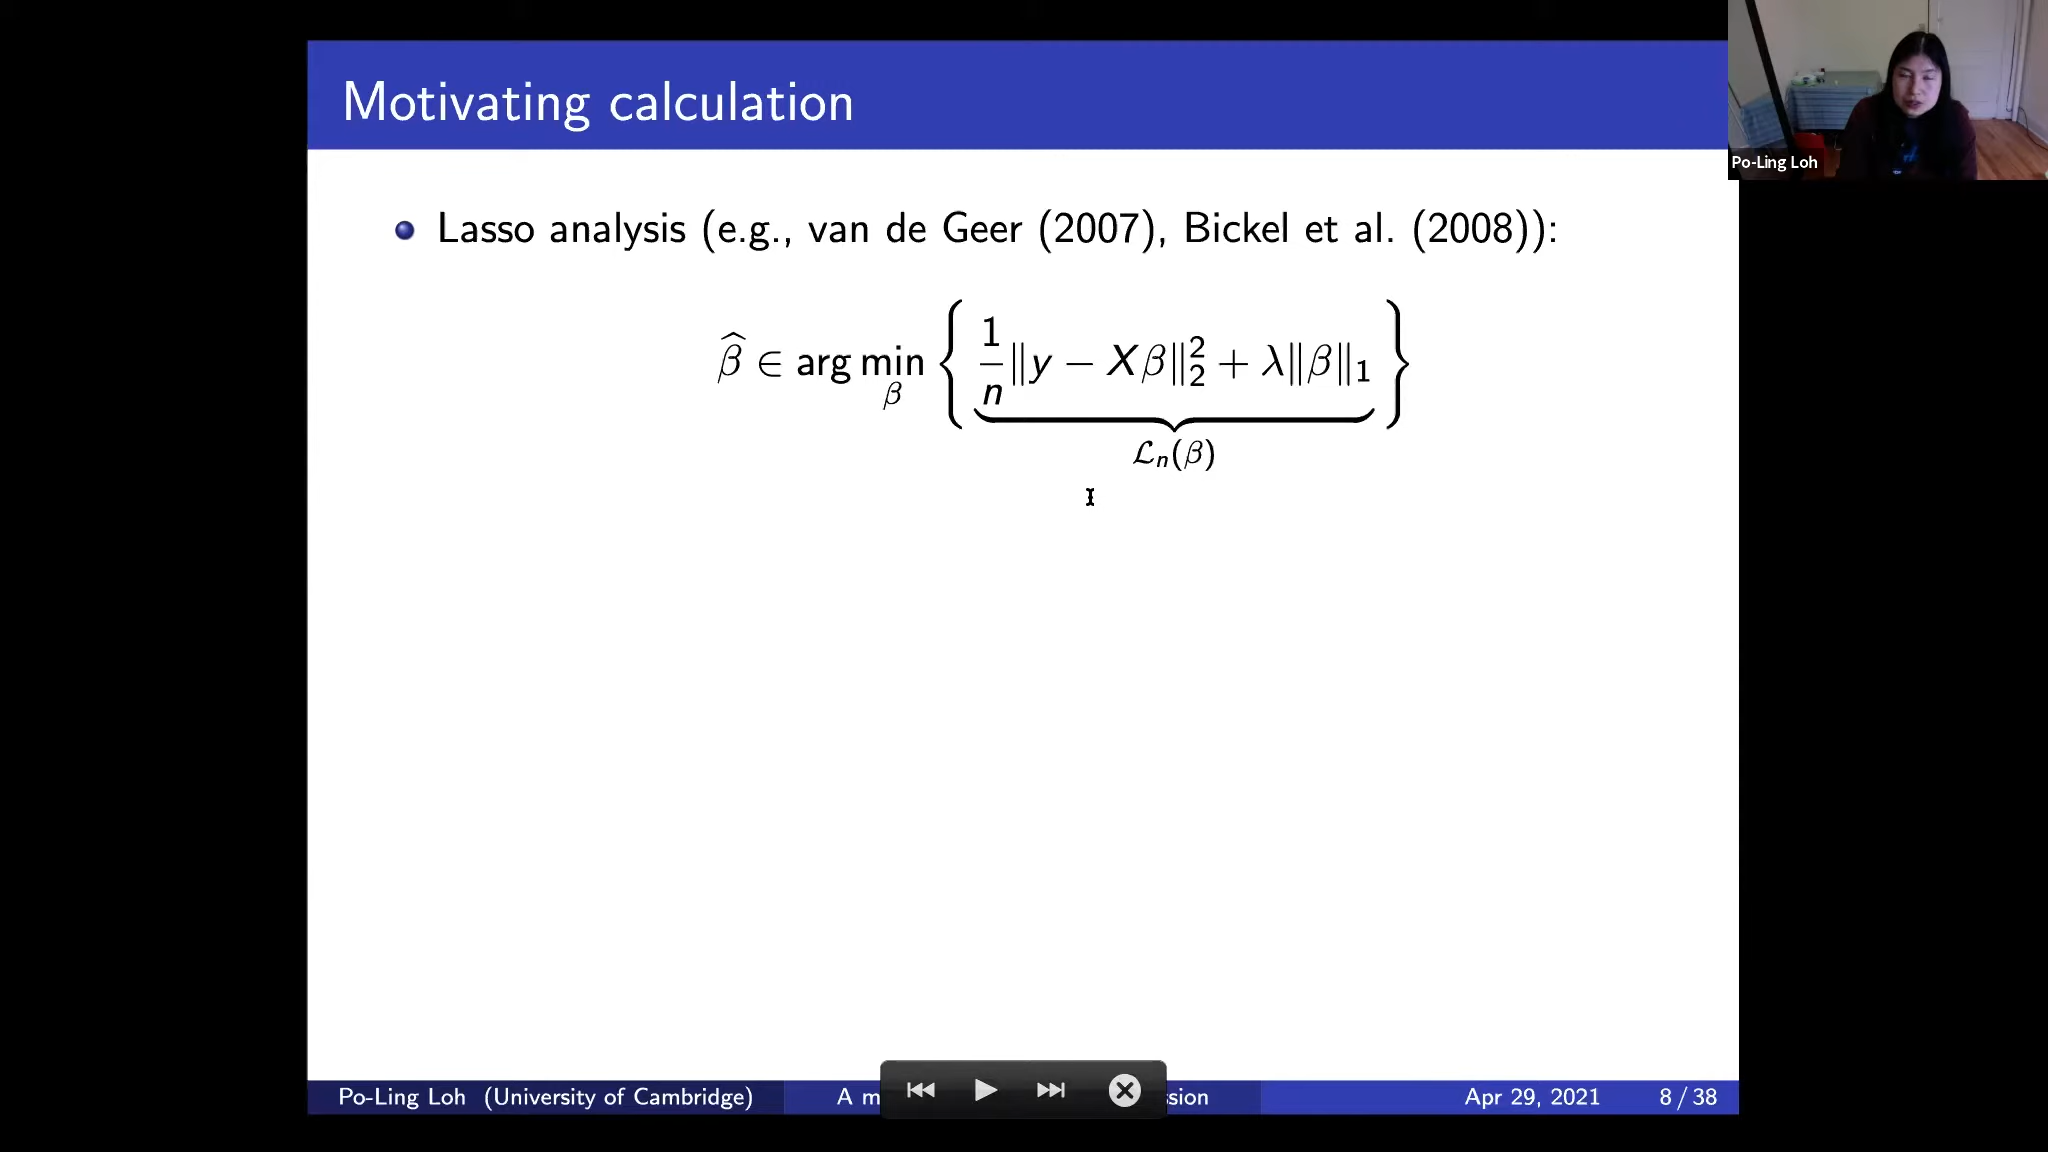 Motivating calculation
Po-Ling Loh
Lasso analysis (e.g., van de Geer (2007), Bickel et al. (2008)):
β̂ ∈ arg min_β { 1/n ‖y − Xβ‖₂² + λ‖β‖₁ }
ℒₙ(β)
Po-Ling Loh (University of Cambridge)
A m
sion
Apr 29, 2021
8 / 38